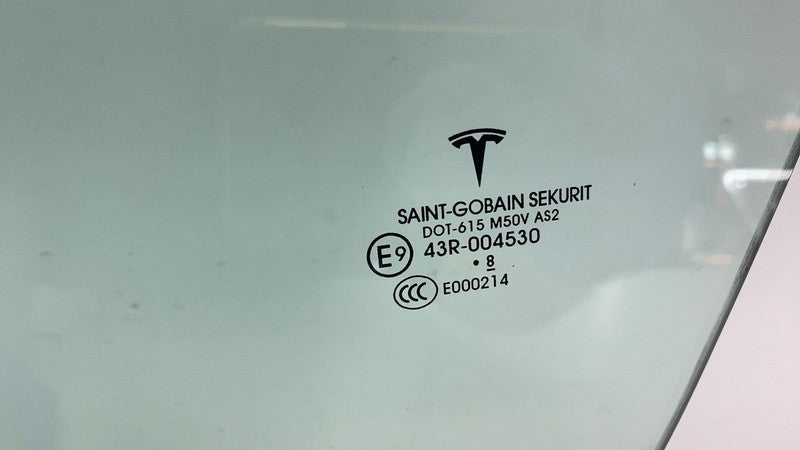 SAINT-GOBAIN SEKURIT
DOT-615 M50V AS2
E9 43R-004530
• 8
CCC E000214